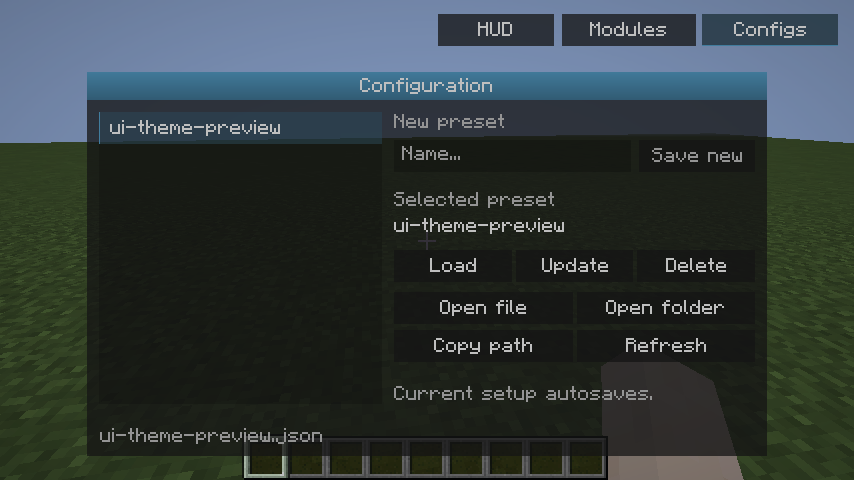 HUD Modules Configs
Configuration
ui-theme-preview
New preset
Name...
Save new
Selected preset
ui-theme-preview
Load Update Delete
Open file Open folder
Copy path Refresh
Current setup autosaves.
ui-theme-preview.json